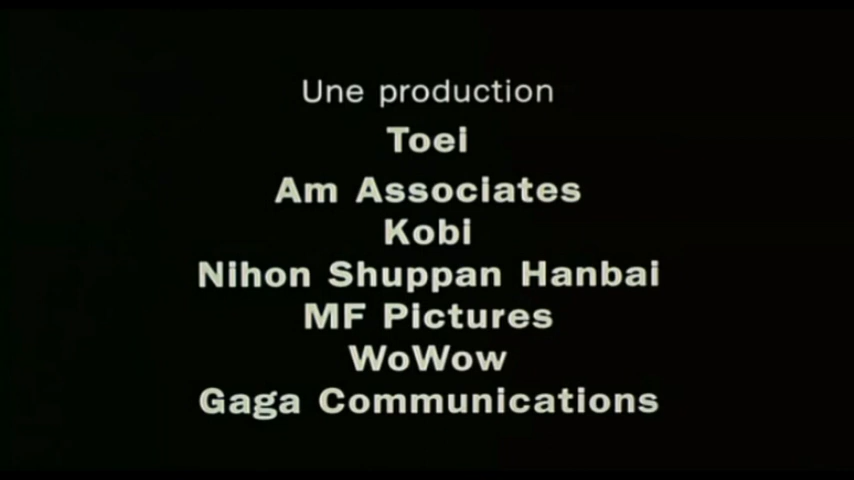 Une production
Toei
Am Associates
Kobi
Nihon Shuppan Hanbai
MF Pictures
WoWow
Gaga Communications